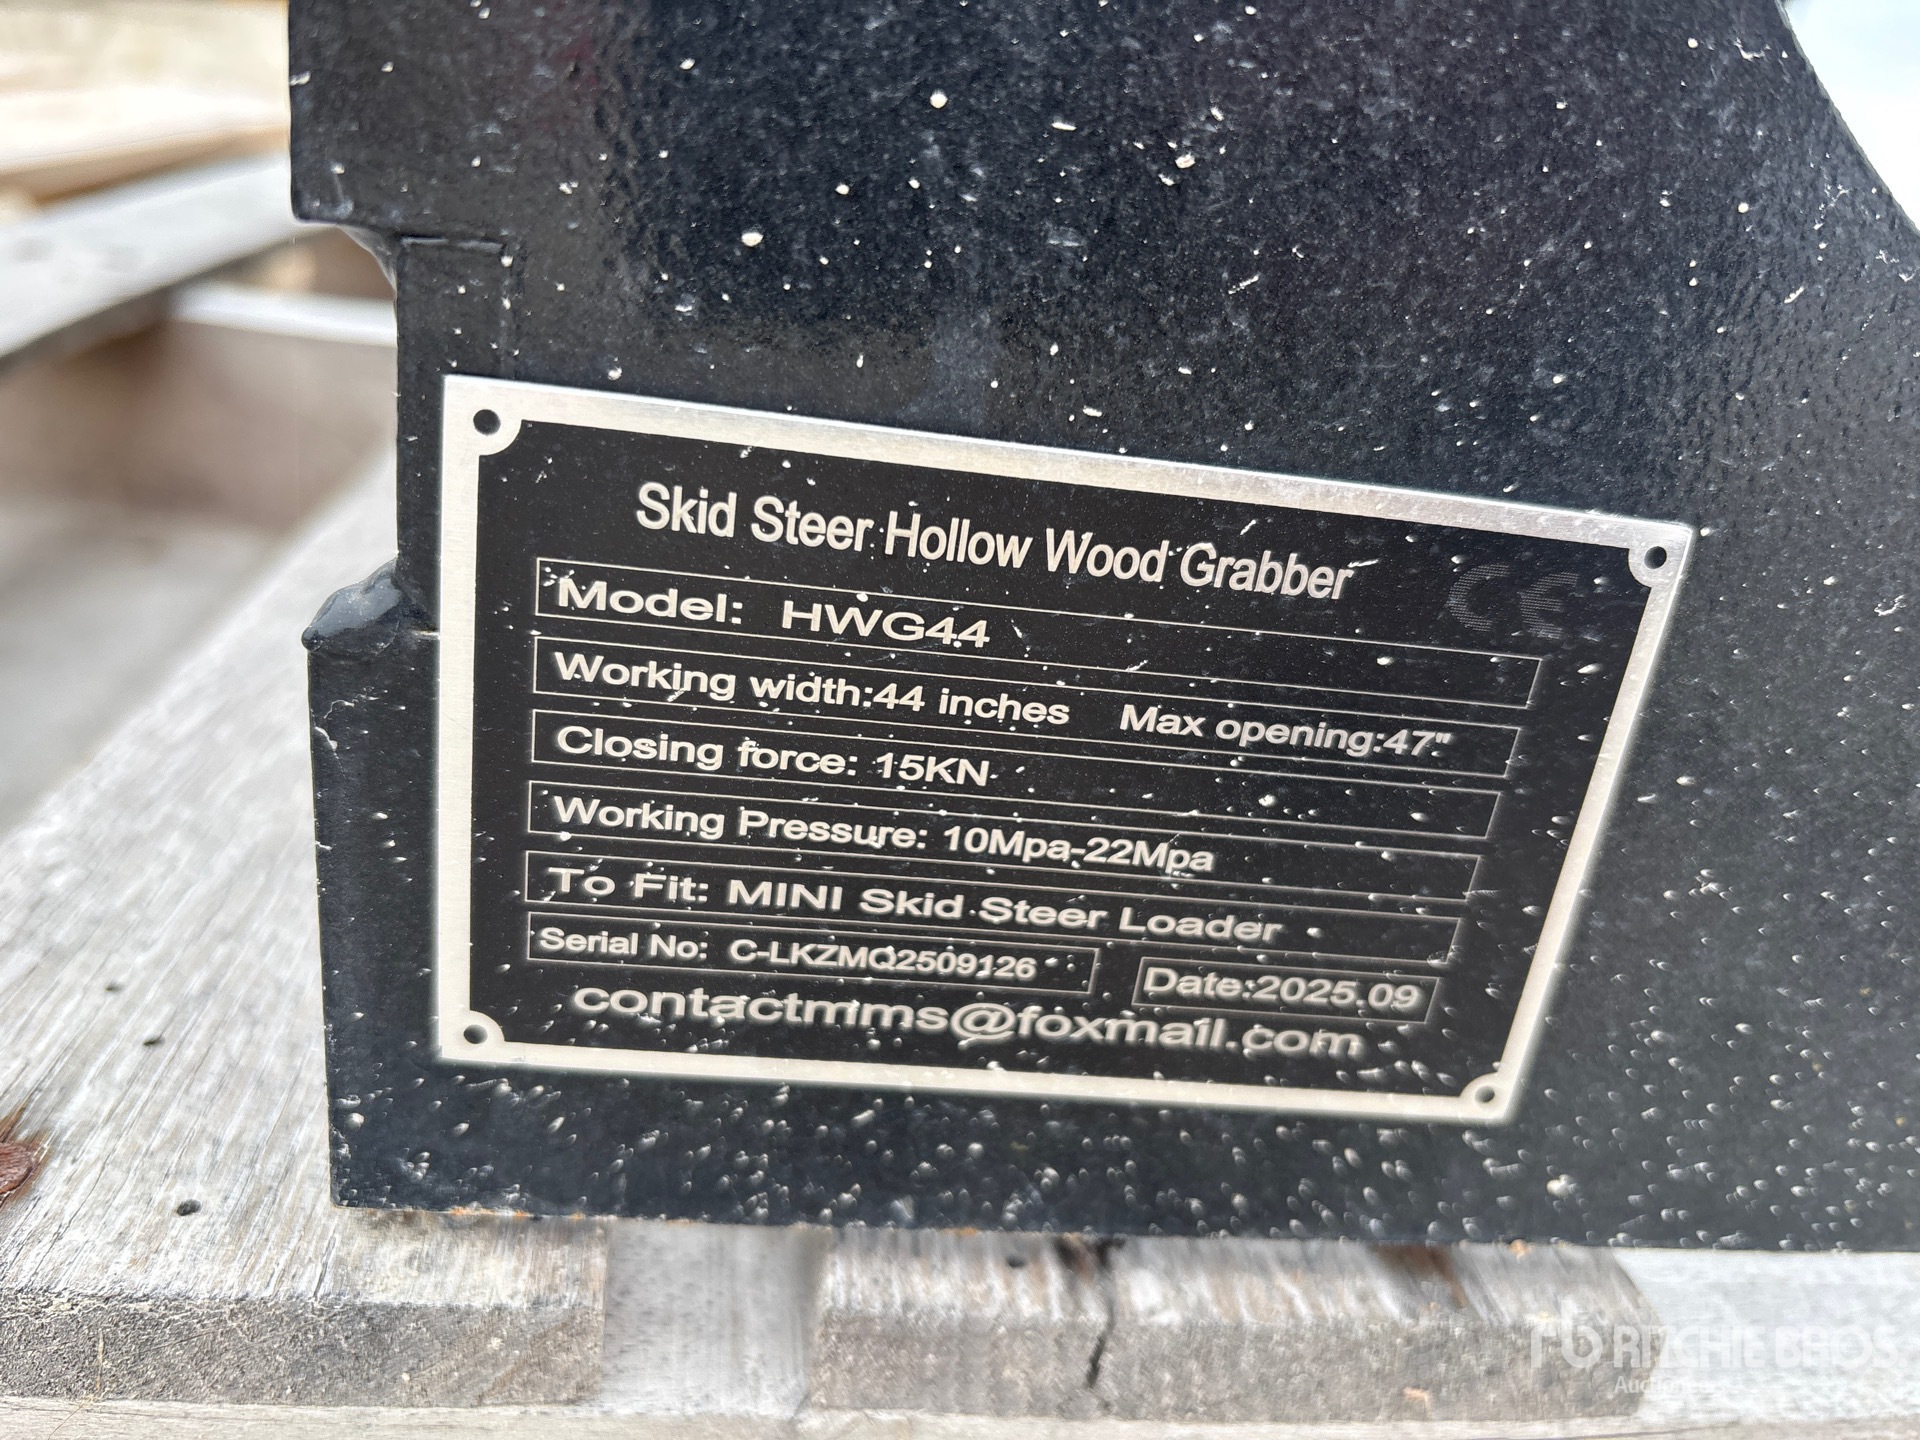 Skid Steer Hollow Wood Grabber
CE
Model: HWG44
Working width:44 inches Max opening:47"
Closing force: 15KN
Working Pressure: 10Mpa-22Mpa
To Fit: MINI Skid Steer Loader
Serial No: C-LKZMQ2509126 Date:2025.09
contactmms@foxmail.com
rb RITCHIE BROS.
Auctioneers